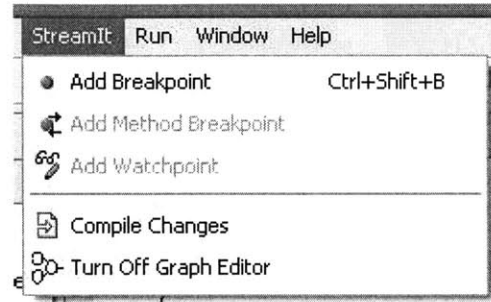 StreamIt Run Window Help
Add Breakpoint Ctrl+Shift+B
Add Method Breakpoint
Add Watchpoint
Compile Changes
Turn Off Graph Editor